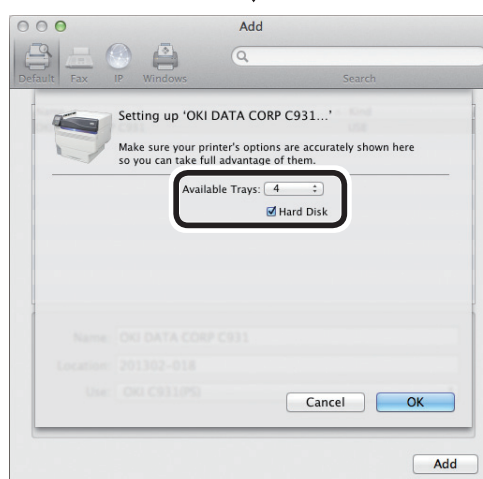 Add
Default Fax IP Windows Search
Setting up ‘OKI DATA CORP C931...’
Make sure your printer's options are accurately shown here
so you can take full advantage of them.
Available Trays: 4
Hard Disk
Name: OKI DATA CORP C931
Location: 201302-018
Use: OKI C931(PS)
Cancel OK
Add